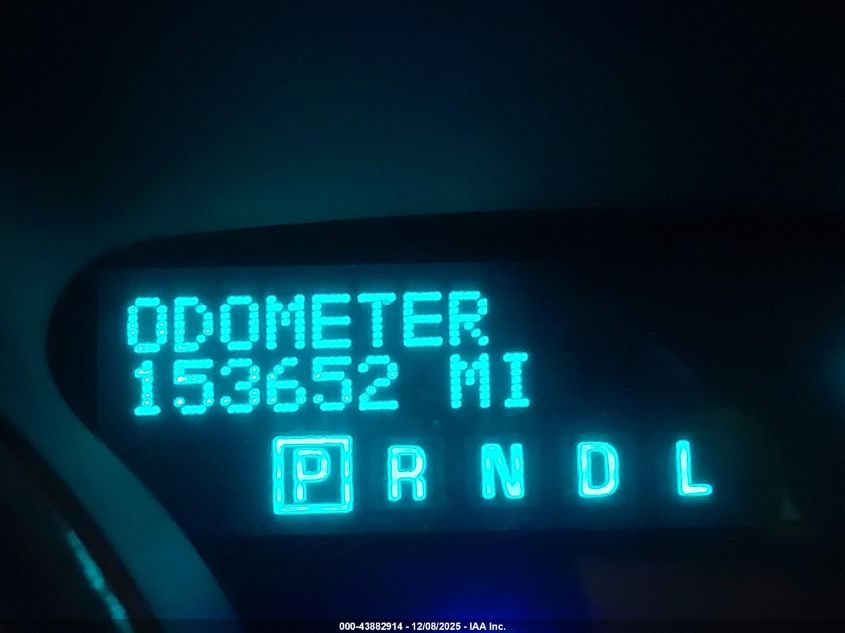 ODOMETER
153652 MI
P R N D L
000-43882914 - 12/08/2025 - IAA Inc.